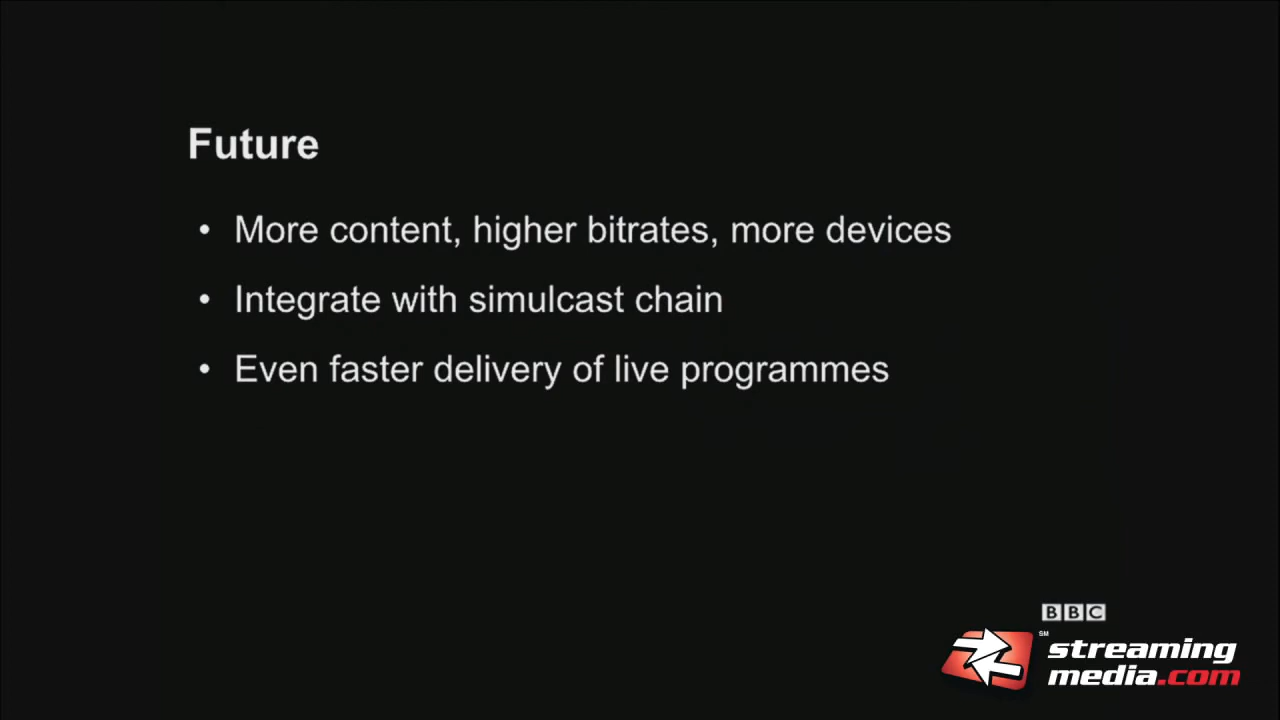 Future
• More content, higher bitrates, more devices
• Integrate with simulcast chain
• Even faster delivery of live programmes
BBC
SM
streaming
media.com